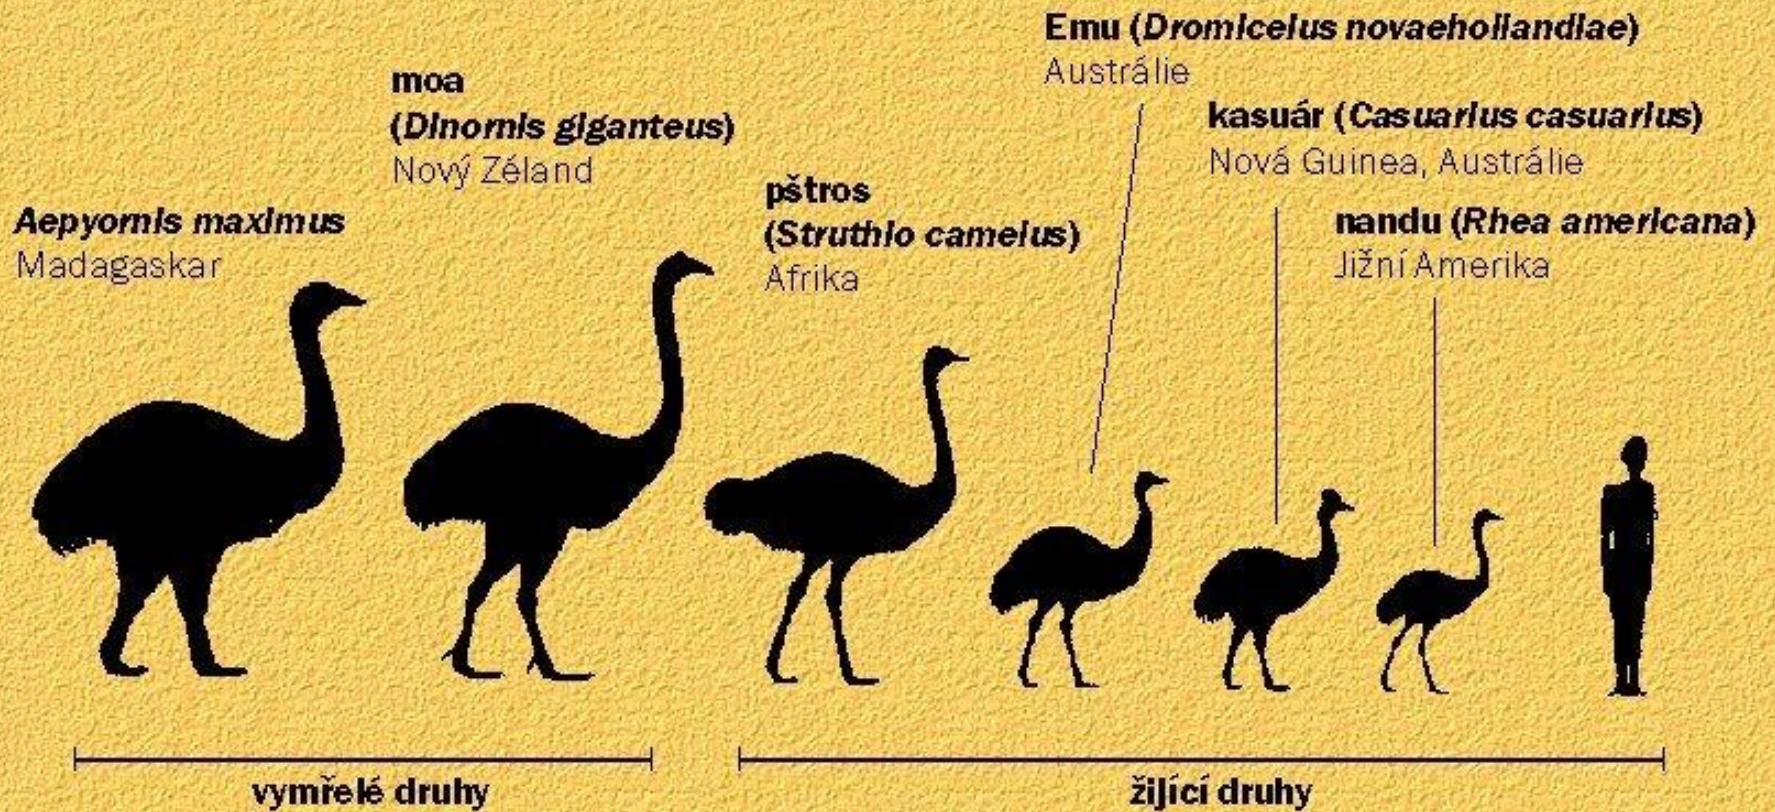 Aepyornis maximus
Madagaskar
moa
(Dinornis giganteus)
Nový Zéland
pštros
(Struthio camelus)
Afrika
Emu (Dromiceius novaehollandiae)
Austrálie
kasuár (Casuarius casuarius)
Nová Guinea, Austrálie
nandu (Rhea americana)
Jižní Amerika
vymřelé druhy
žijící druhy